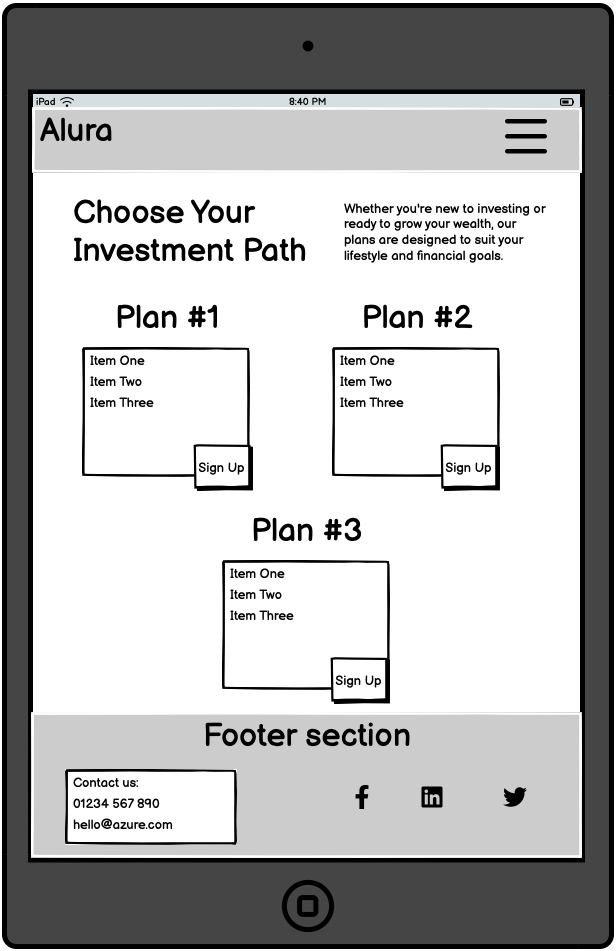 iPad
8:40 PM
Alura
Choose Your
Investment Path
Whether you're new to investing or
ready to grow your wealth, our
plans are designed to suit your
lifestyle and financial goals.
Plan #1
Item One
Item Two
Item Three
Sign Up
Plan #2
Item One
Item Two
Item Three
Sign Up
Plan #3
Item One
Item Two
Item Three
Sign Up
Footer section
Contact us:
01234 567 890
hello@azure.com